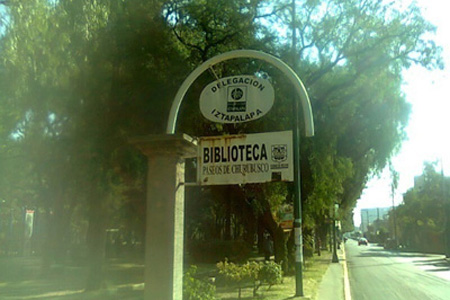 DELEGACION
IZTAPALAPA
BIBLIOTECA
PASEOS DE CHURUBUSCO